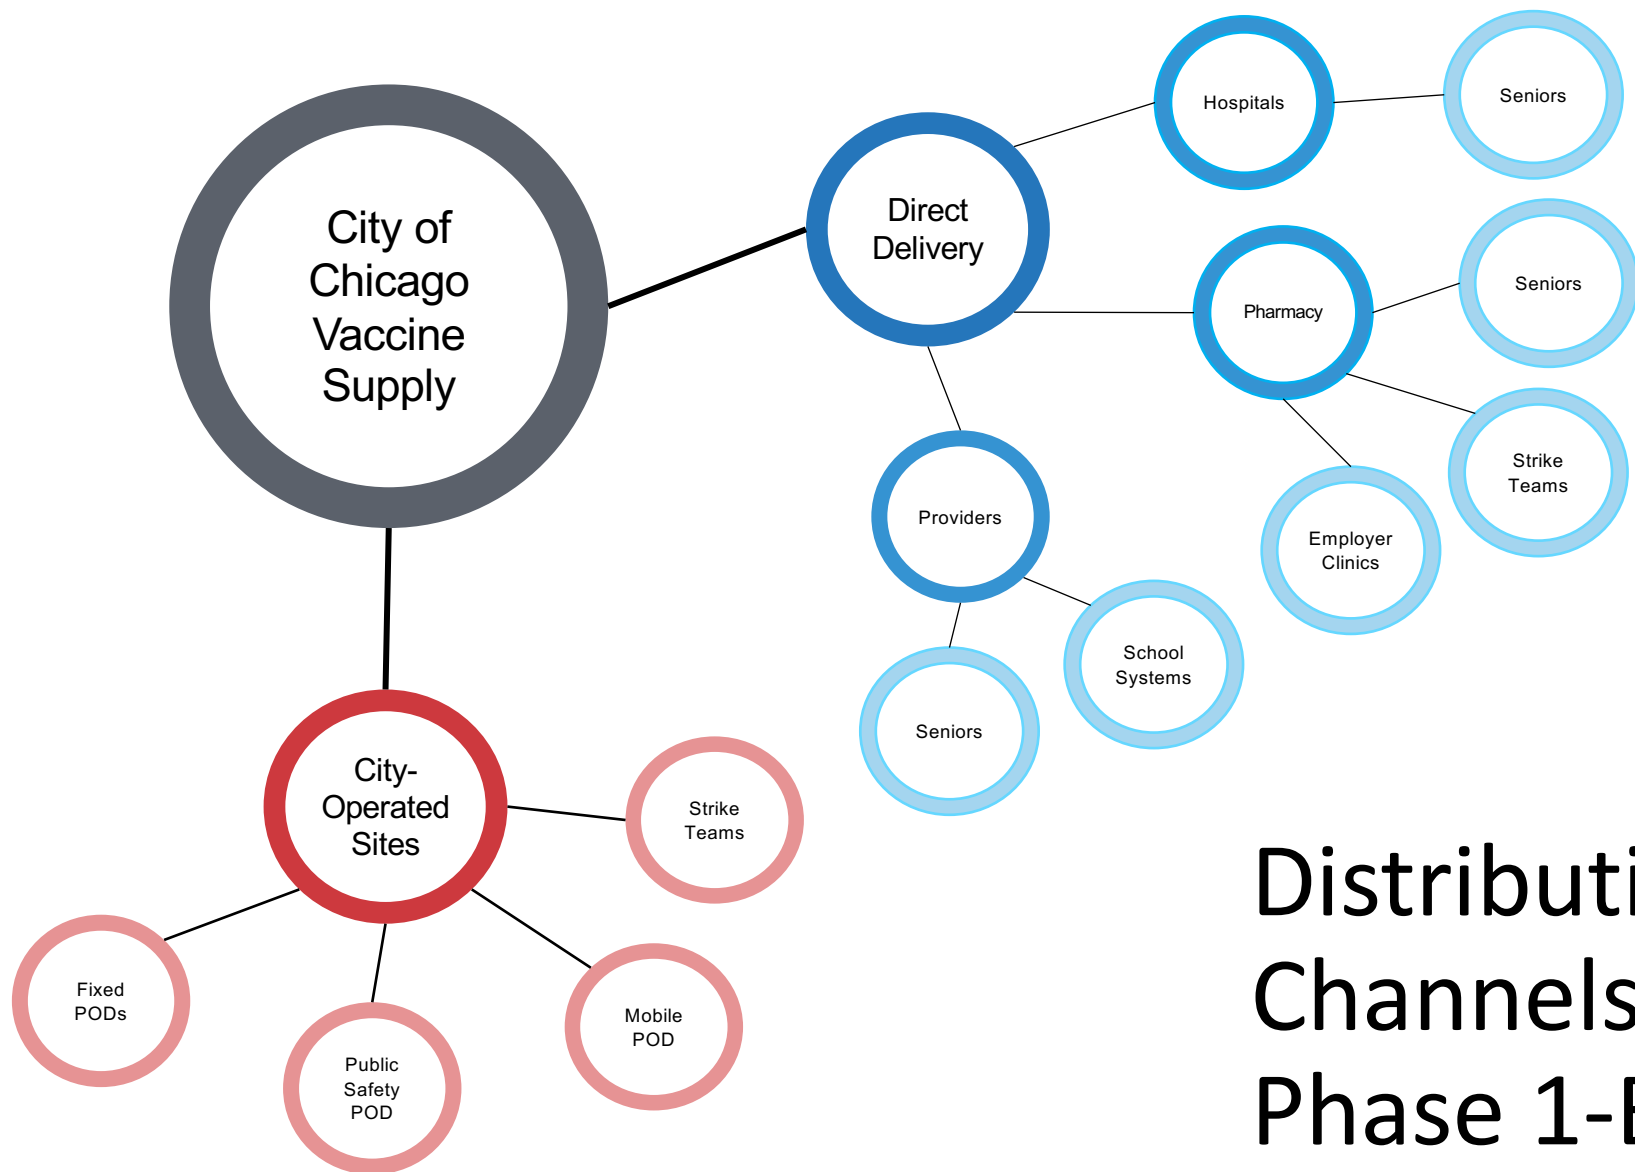 City of
Chicago
Vaccine
Supply
Direct
Delivery
Hospitals
Seniors
Pharmacy
Seniors
Strike
Teams
Employer
Clinics
Providers
School
Systems
Seniors
City-
Operated
Sites
Strike
Teams
Fixed
PODs
Public
Safety
POD
Mobile
POD
Distributi
Channels
Phase 1-